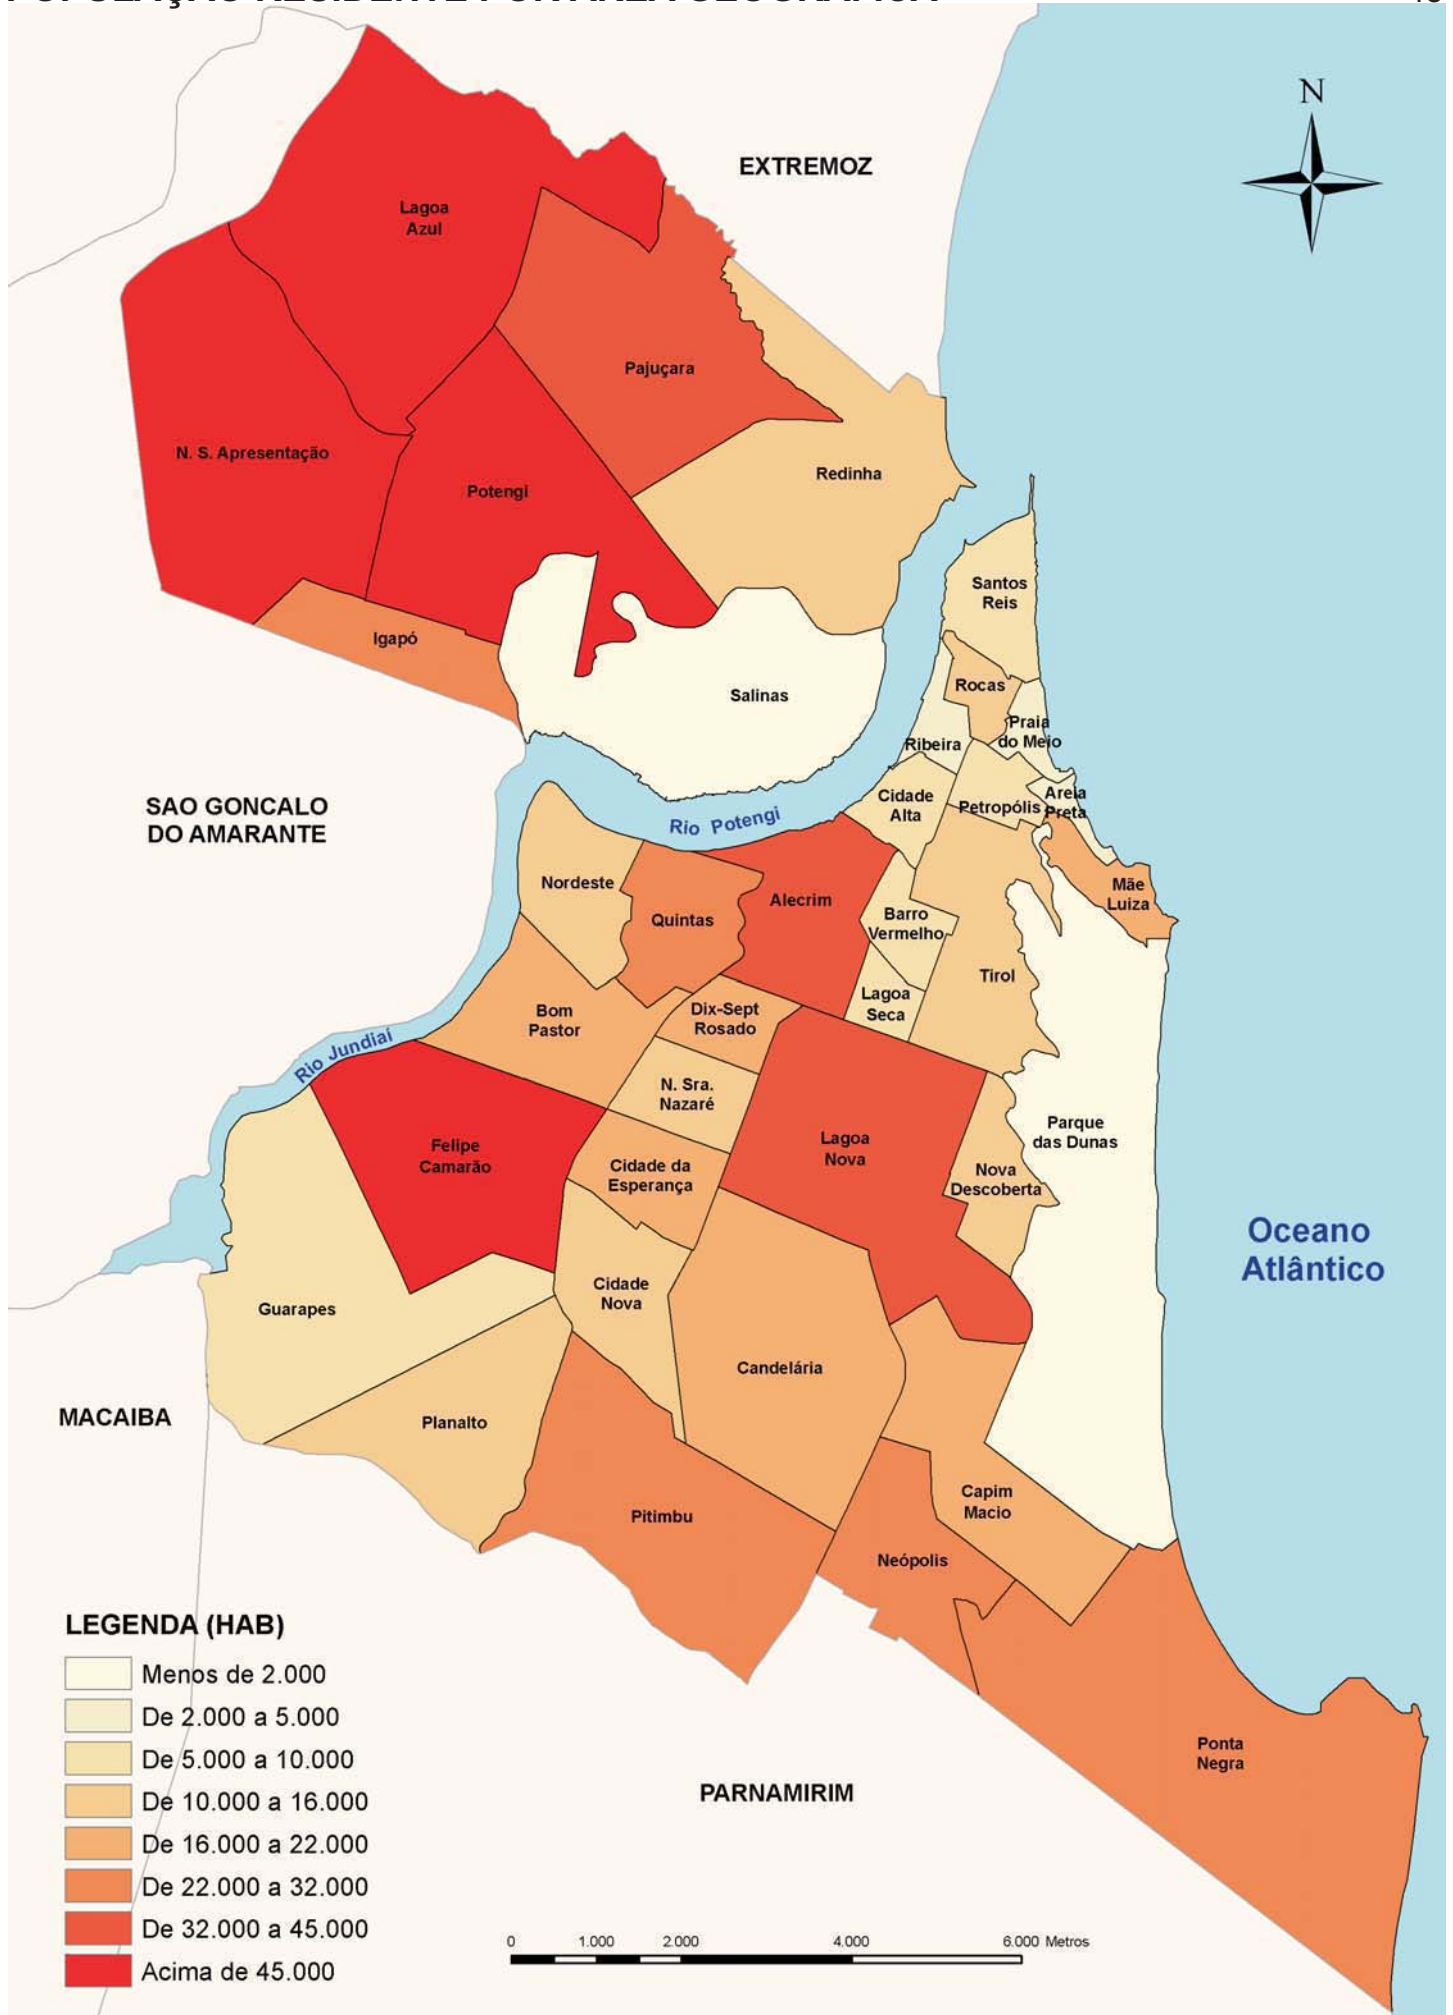 N
EXTREMOZ
Lagoa
Azul
Pajuçara
N. S. Apresentação
Redinha
Potengi
Santos
Reis
Igapó
Rocas
Salinas
Praia
do Meio
Ribeira
SAO GONCALO
DO AMARANTE
Cidade
Alta
Petropólis
Areia
Preta
Rio Potengi
Nordeste
Quintas
Alecrim
Mãe
Luiza
Barro
Vermelho
Tirol
Lagoa
Seca
Bom
Pastor
Dix-Sept
Rosado
Rio Jundiaí
N. Sra.
Nazaré
Parque
das Dunas
Felipe
Camarão
Lagoa
Nova
Cidade da
Esperança
Nova
Descoberta
Oceano
Atlântico
Cidade
Nova
Guarapes
Candelária
MACAIBA
Planalto
Capim
Macio
Pitimbu
Neópolis
Ponta
Negra
PARNAMIRIM
LEGENDA (HAB)
Menos de 2.000
De 2.000 a 5.000
De 5.000 a 10.000
De 10.000 a 16.000
De 16.000 a 22.000
De 22.000 a 32.000
De 32.000 a 45.000
Acima de 45.000
0 1.000 2.000 4.000 6.000 Metros